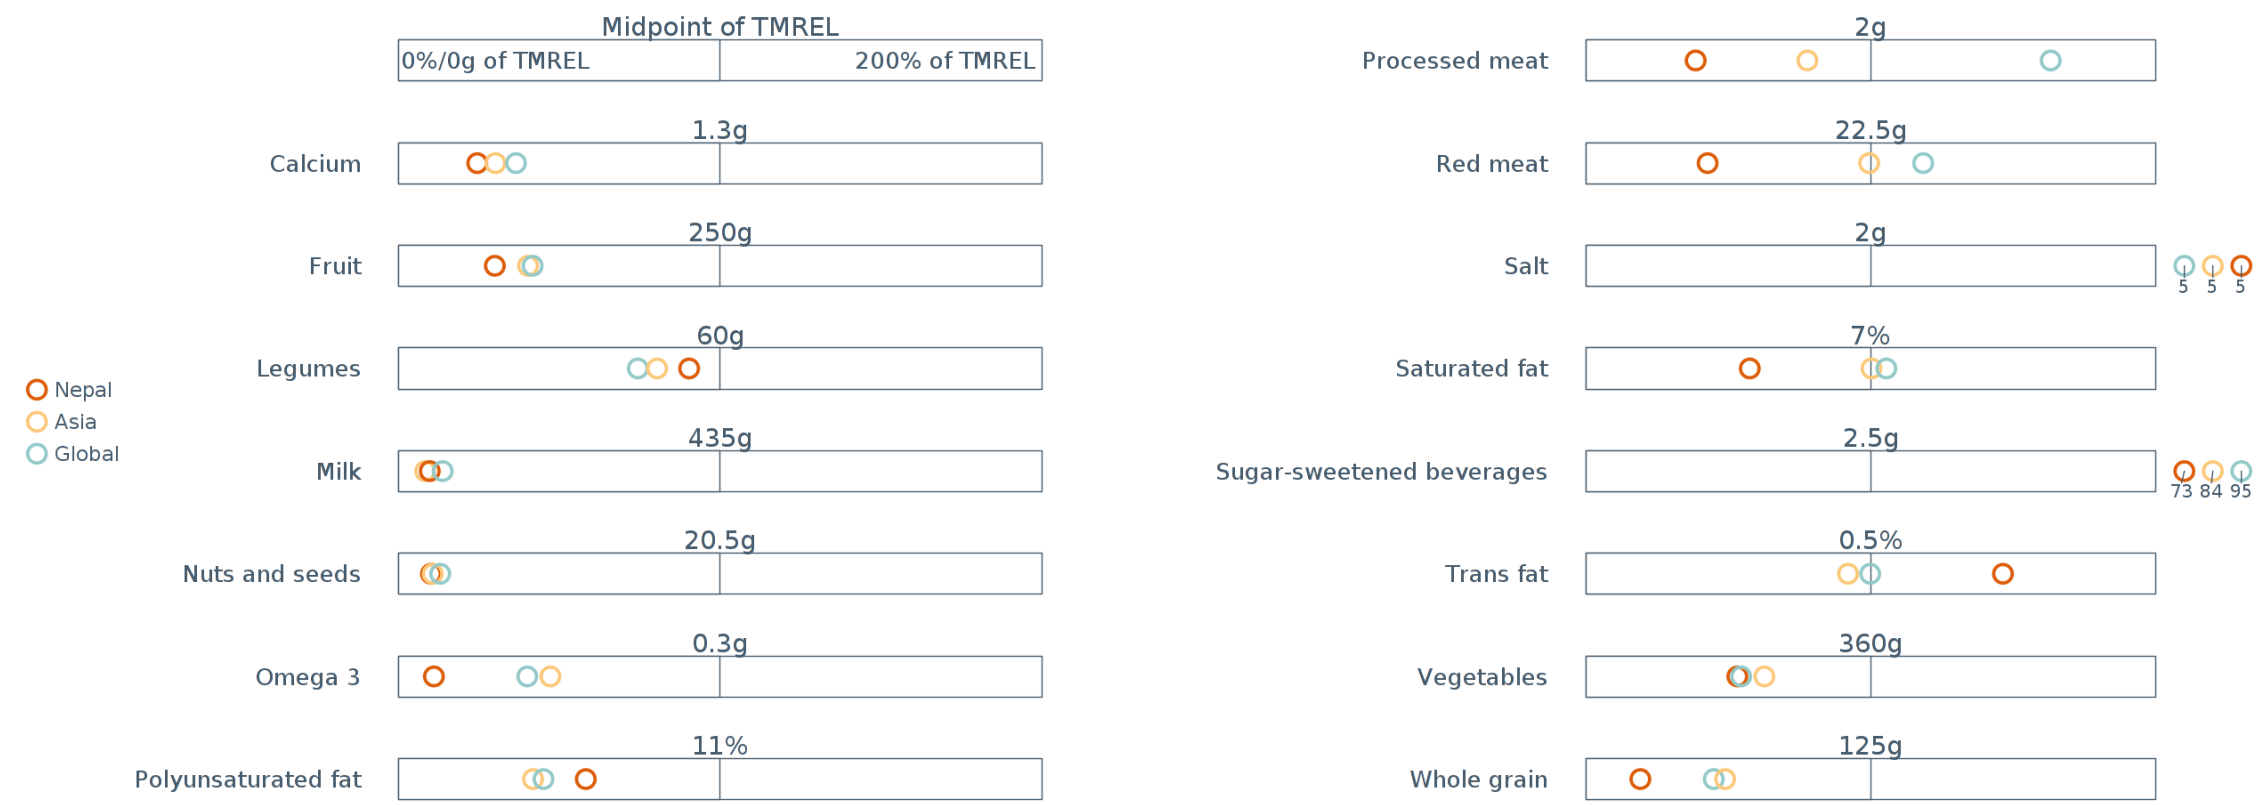 Midpoint of TMREL
0%/0g of TMREL
200% of TMREL
1.3g
Calcium
250g
Fruit
60g
Legumes
435g
Milk
20.5g
Nuts and seeds
0.3g
Omega 3
11%
Polyunsaturated fat
Nepal
Asia
Global
2g
Processed meat
22.5g
Red meat
2g
Salt
5 5 5
7%
Saturated fat
2.5g
Sugar-sweetened beverages
73 84 95
0.5%
Trans fat
360g
Vegetables
125g
Whole grain